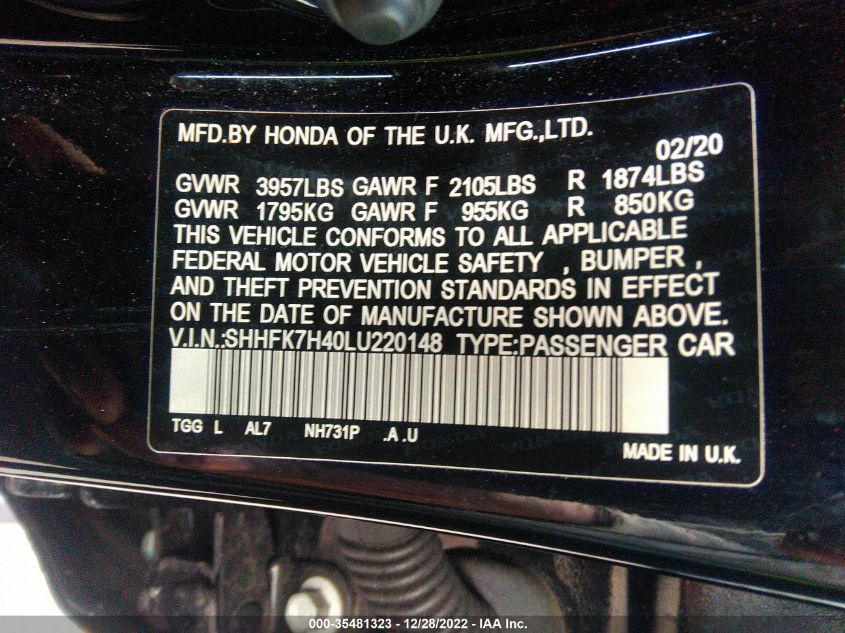 MFD.BY HONDA OF THE U.K. MFG.,LTD.
02/20
GVWR 3957LBS GAWR F 2105LBS R 1874LBS
GVWR 1795KG GAWR F 955KG R 850KG
THIS VEHICLE CONFORMS TO ALL APPLICABLE
FEDERAL MOTOR VEHICLE SAFETY , BUMPER ,
AND THEFT PREVENTION STANDARDS IN EFFECT
ON THE DATE OF MANUFACTURE SHOWN ABOVE.
V.I.N.:SHHFK7H40LU220148 TYPE:PASSENGER CAR
TGG L AL7 NH731P .A .U
MADE IN U.K.
000-35481323 - 12/28/2022 - IAA Inc.